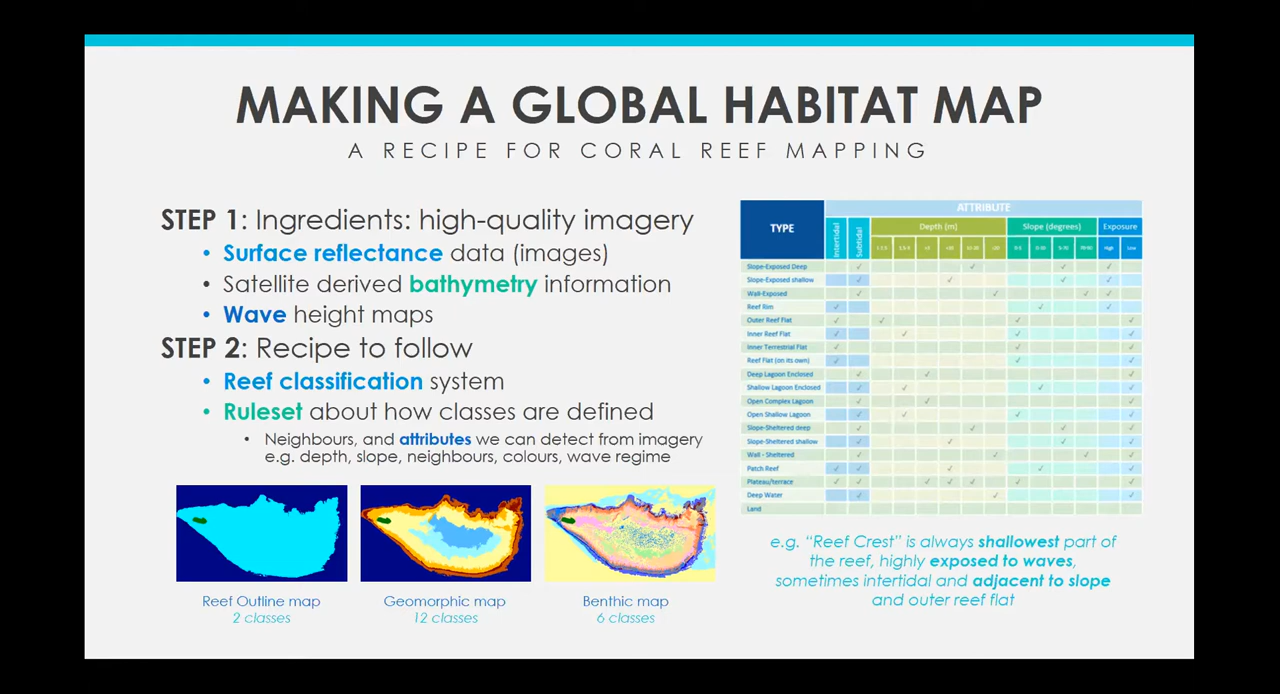 MAKING A GLOBAL HABITAT MAP
A RECIPE FOR CORAL REEF MAPPING
STEP 1: Ingredients: high-quality imagery
• Surface reflectance data (images)
• Satellite derived bathymetry information
• Wave height maps
STEP 2: Recipe to follow
• Reef classification system
• Ruleset about how classes are defined
• Neighbours, and attributes we can detect from imagery
e.g. depth, slope, neighbours, colours, wave regime
Reef Outline map
2 classes
Geomorphic map
12 classes
Benthic map
6 classes
TYPE
ATTRIBUTE
Intertidal
Subtidal
Depth (m)
Slope (degrees)
Exposure
High
Low
Slope-Exposed Deep
Slope-Exposed shallow
Wall-Exposed
Reef Rim
Outer Reef Flat
Inner Reef Flat
Inner Terrestrial Flat
Reef Flat (on its own)
Deep Lagoon Enclosed
Shallow Lagoon Enclosed
Open Complex Lagoon
Open Shallow Lagoon
Slope-Sheltered deep
Slope-Sheltered shallow
Wall - Sheltered
Patch Reef
Plateau/terrace
Deep Water
Land
e.g. “Reef Crest” is always shallowest part of
the reef, highly exposed to waves,
sometimes intertidal and adjacent to slope
and outer reef flat